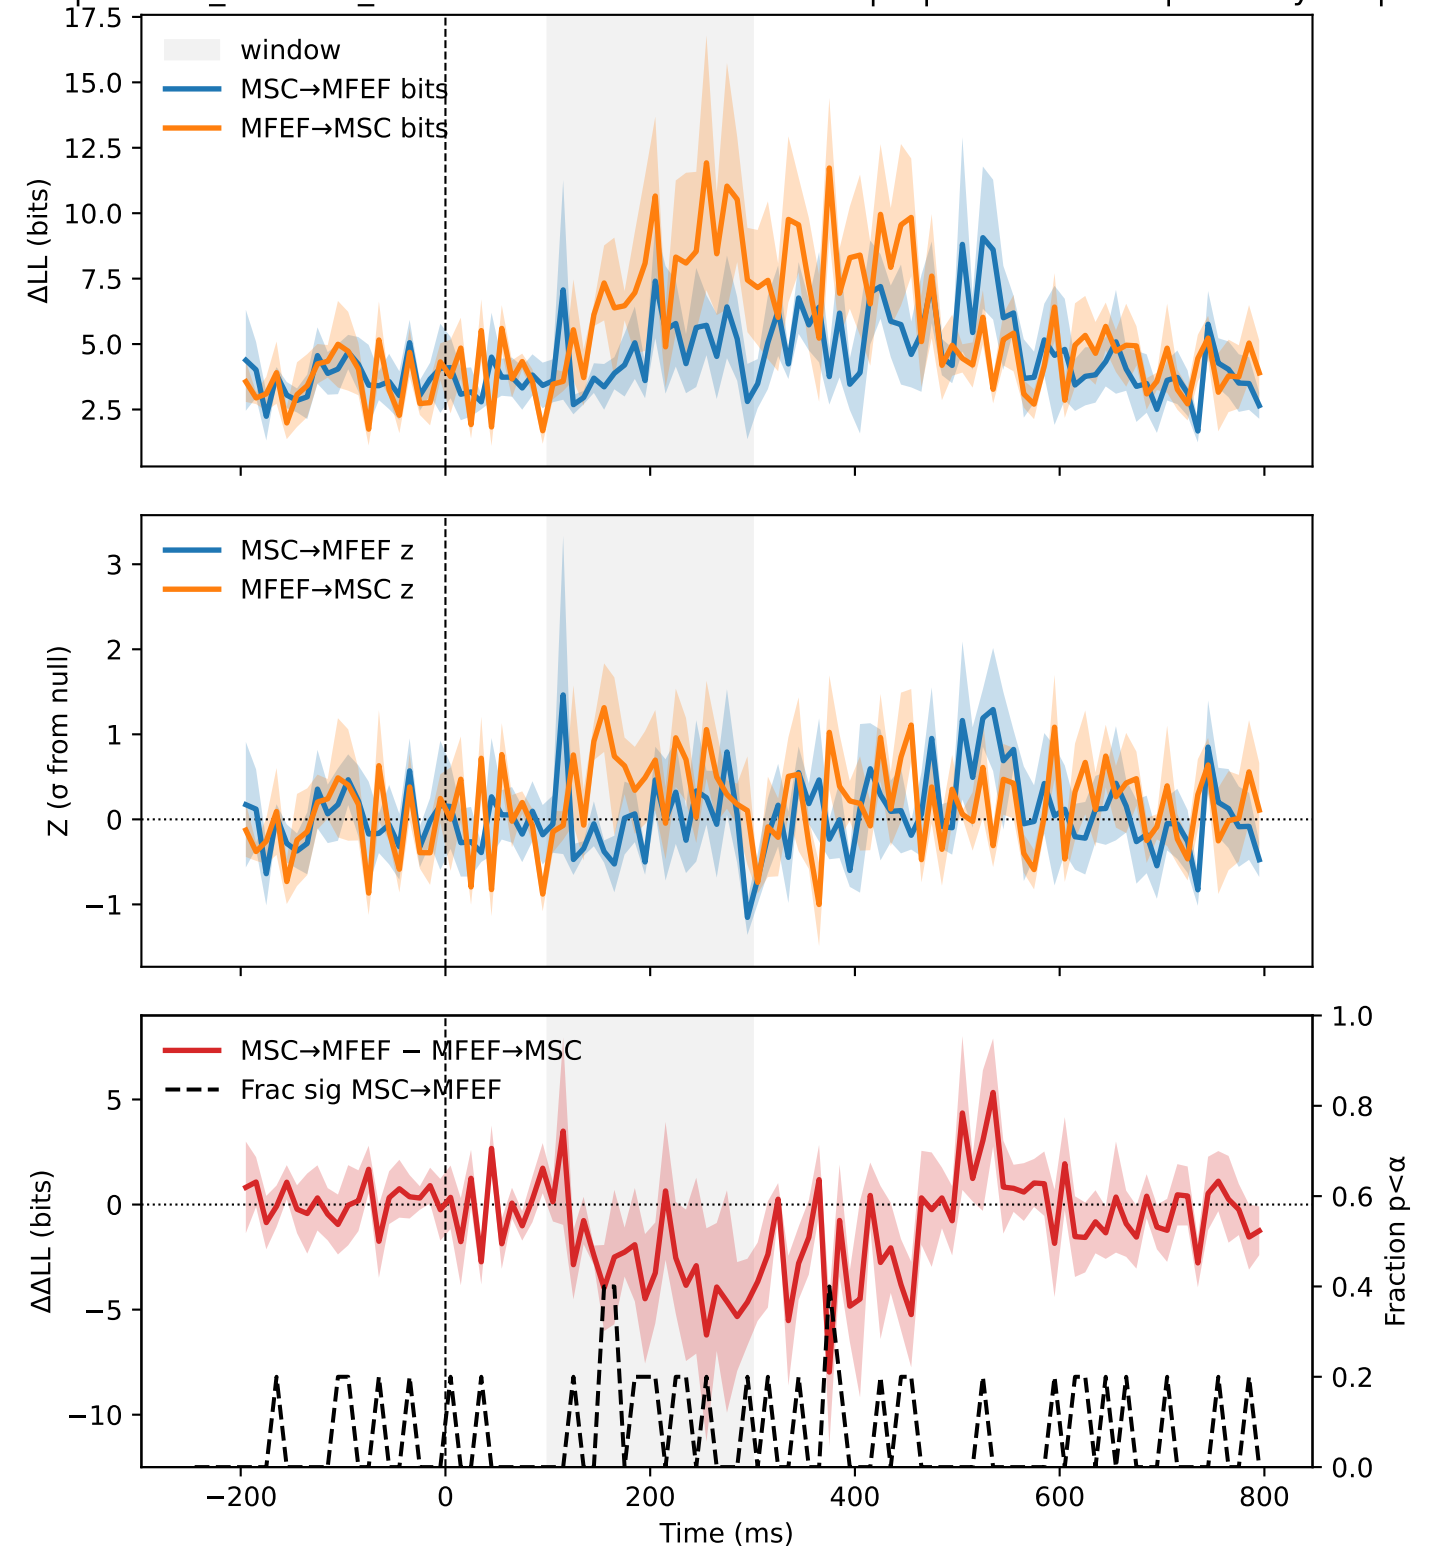 17.5
15.0
12.5
10.0
7.5
5.0
2.5
ΔLL (bits)
window
MSC→MFEF bits
MFEF→MSC bits
3
2
1
0
−1
Z (σ from null)
MSC→MFEF z
MFEF→MSC z
5
0
−5
−10
ΔΔLL (bits)
MSC→MFEF − MFEF→MSC
Frac sig MSC→MFEF
1.0
0.8
0.6
0.4
0.2
0.0
Fraction p<α
−200 0 200 400 600 800
Time (ms)